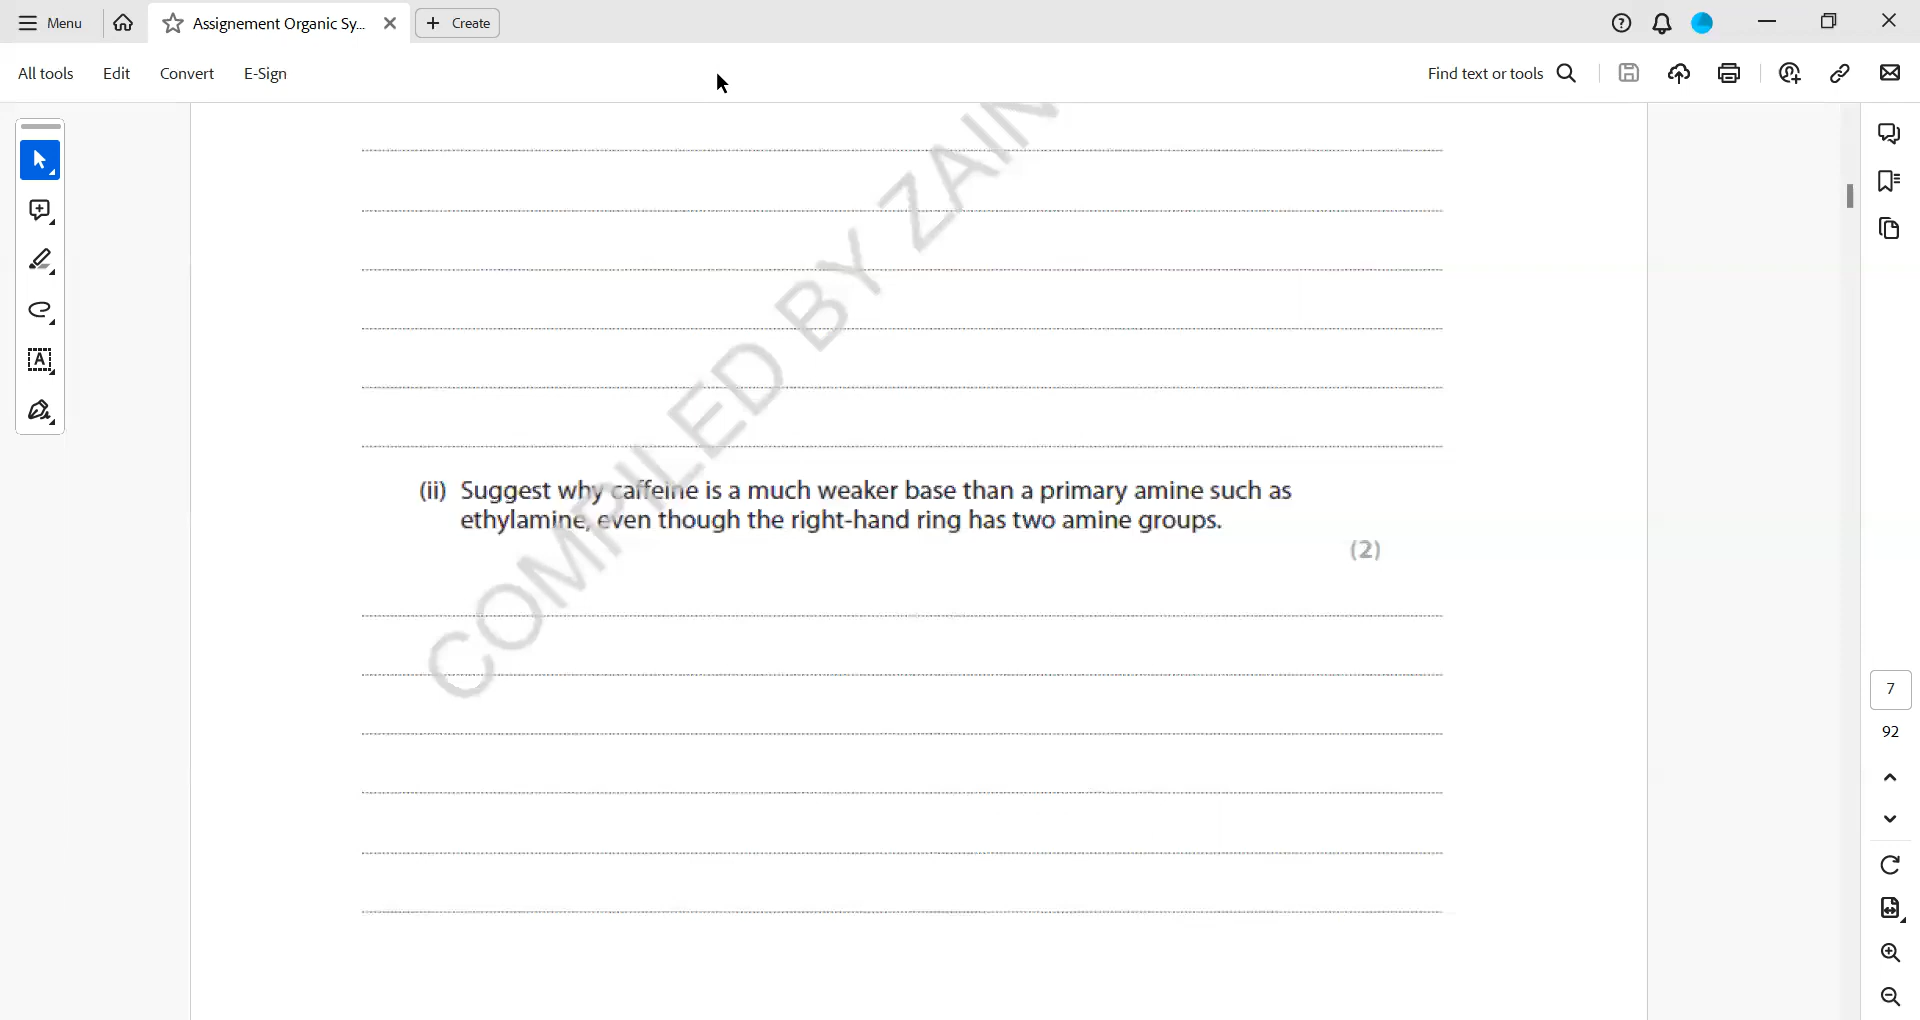 Menu
Assignement Organic Sy...
Create
All tools
Edit
Convert
E-Sign
Find text or tools
COMPILED BY ZAIN
(ii) Suggest why caffeine is a much weaker base than a primary amine such as
ethylamine, even though the right-hand ring has two amine groups.
(2)
7
92